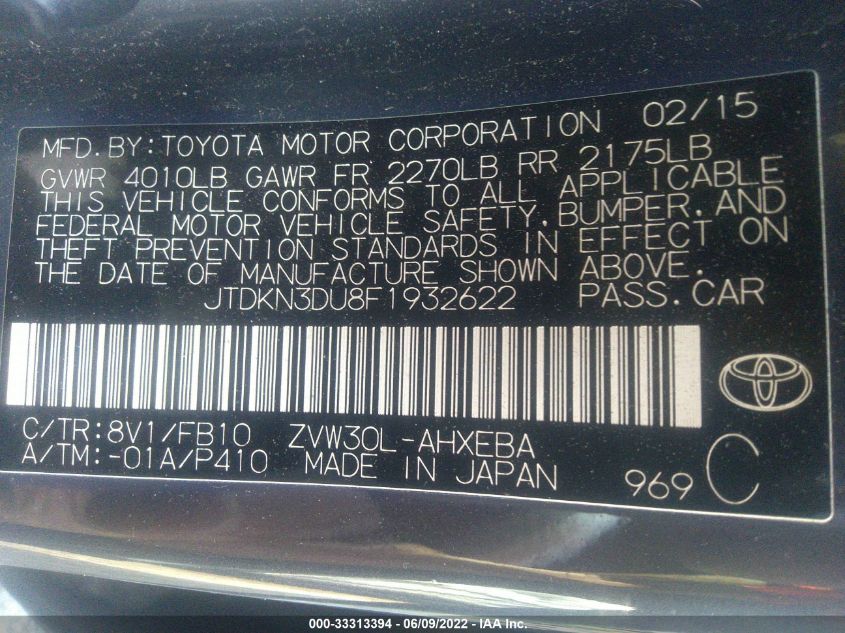 MFD.BY:TOYOTA MOTOR CORPORATION 02/15
GVWR 4010LB GAWR FR 2270LB RR 2175LB
THIS VEHICLE CONFORMS TO ALL APPLICABLE
FEDERAL MOTOR VEHICLE SAFETY,BUMPER,AND
THEFT PREVENTION STANDARDS IN EFFECT ON
THE DATE OF MANUFACTURE SHOWN ABOVE.
JTDKN3DU8F1932622 PASS.CAR
C/TR:8V1/FB10 ZVW30L-AHXEBA
A/TM:-01A/P410 MADE IN JAPAN
969 C
000-33313394 - 06/09/2022 - IAA Inc.